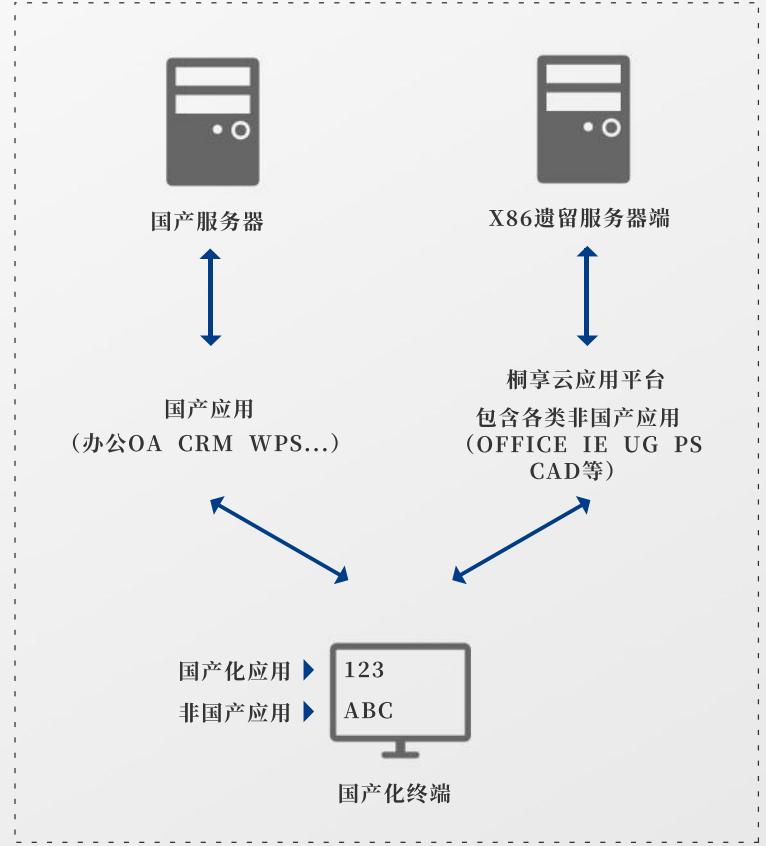 国产服务器
X86遗留服务器端
国产应用
（办公OA CRM WPS...）
桐享云应用平台
包含各类非国产应用
（OFFICE IE UG PS
CAD等）
国产化应用
123
非国产应用
ABC
国产化终端